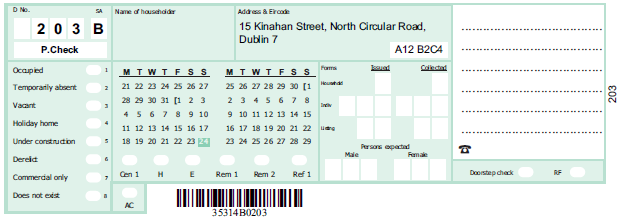 D No. SA
2 0 3 B
P.Check
Name of householder
Address & Eircode
15 Kinahan Street, North Circular Road,
Dublin 7
A12 B2C4
Occupied 1
Temporarily absent 2
Vacant 3
Holiday home 4
Under construction 5
Derelict 6
Commercial only 7
Does not exist 8
M T W T F S S
21 22 23 24 25 26 27
28 29 30 31 [1 2 3
4 5 6 7 8 9 10
11 12 13 14 15 16 17
18 19 20 21 22 23 24
M T W T F S S
25 26 27 28 29 30 [1
2 3 4 5 6 7 8
9 10 11 12 13 14 15
16 17 18 19 20 21 22
23 24 25 26 27 28 29
Cen 1 H E Rem 1 Rem 2 Ref 1
AC
35314B0203
Forms Issued Collected
Household
Indiv
Listing
Persons expected
Male Female
☎
Doorstep check RF
203